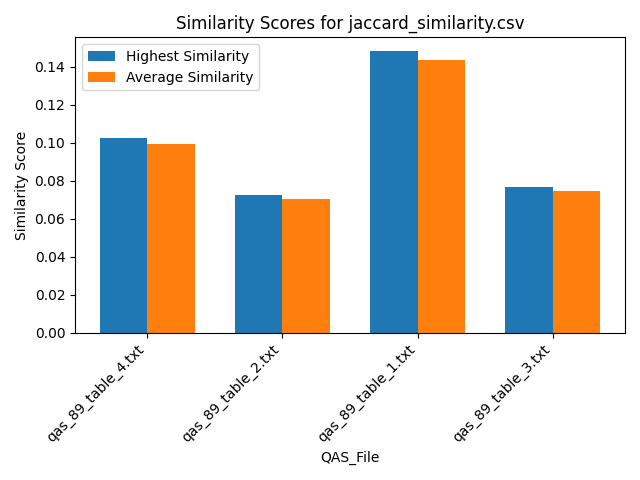 Similarity Scores for jaccard_similarity.csv
Highest Similarity
Average Similarity
Similarity Score
0.14
0.12
0.10
0.08
0.06
0.04
0.02
0.00
qas_89_table_4.txt
qas_89_table_2.txt
qas_89_table_1.txt
qas_89_table_3.txt
QAS_File